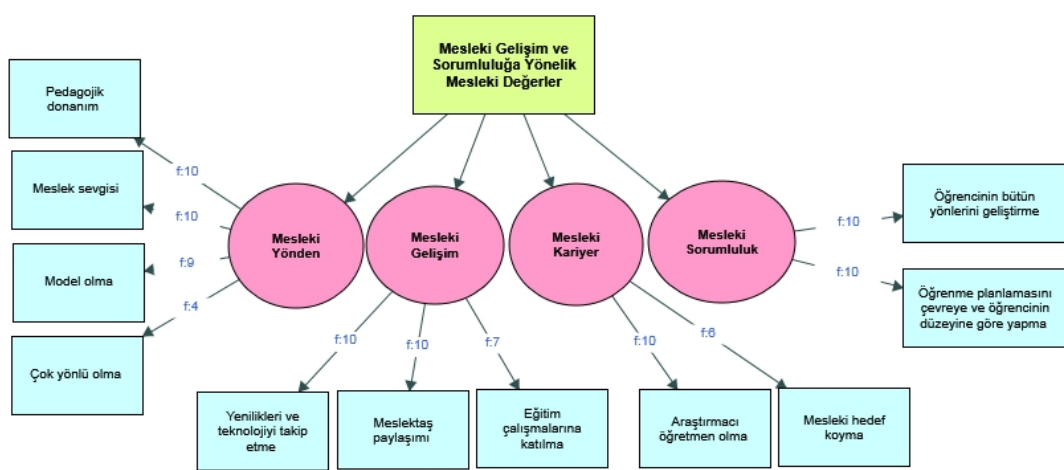 Mesleki Gelişim ve
Sorumluluğa Yönelik
Mesleki Değerler
Pedagojik
donanım
Meslek sevgisi
Model olma
Çok yönlü olma
f:10
f:10
f:9
f:4
Mesleki
Yönden
Mesleki
Gelişim
Mesleki
Kariyer
Mesleki
Sorumluluk
f:10
f:10
Öğrencinin bütün
yönlerini geliştirme
Öğrenme planlamasını
çevreye ve öğrencinin
düzeyine göre yapma
f:10
f:10
f:7
f:10
f:6
Yenilikleri ve
teknolojiyi takip
etme
Meslektaş
paylaşımı
Eğitim
çalışmalarına
katılma
Araştırmacı
öğretmen olma
Mesleki hedef
koyma